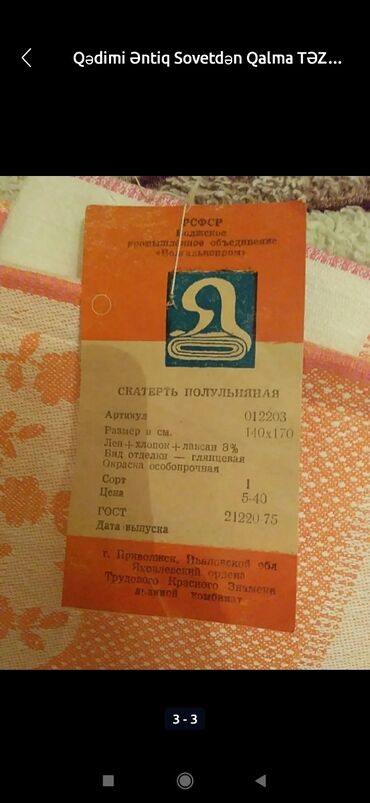 Qədimi Əntiq Sovetdən Qalma TƏZ...
РСФСР
Волжское
промышленное объединение
«Волжльнопром»
Я
СКАТЕРТЬ ПОЛУЛЬНЯНАЯ
Артикул 012203
Размер в см. 140x170
Лен+хлопок+лавсан 8%
Вид отделки — глянцевая
Окраска особопрочная
Сорт 1
Цена 5-40
ГОСТ 21220-75
Дата выпуска
г. Приволжск, Ивановской обл
Яковлевский ордена
Трудового Красного Знамени
льняной комбинат
3 - 3